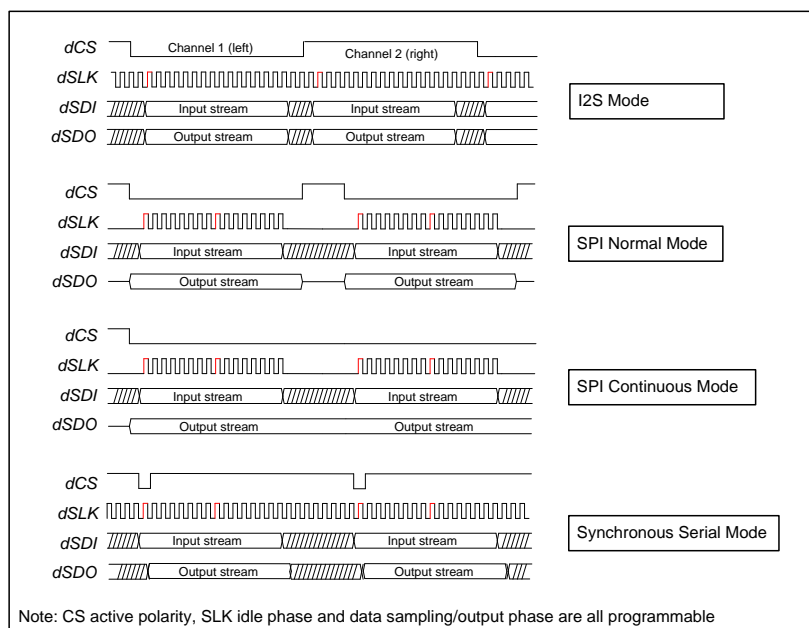 dCS Channel 1 (left) Channel 2 (right)
dSLK
I2S Mode
dSDI Input stream Input stream
dSDO Output stream Output stream
dCS
dSLK
SPI Normal Mode
dSDI Input stream Input stream
dSDO Output stream Output stream
dCS
dSLK
SPI Continuous Mode
dSDI Input stream Input stream
dSDO Output stream Output stream
dCS
dSLK
Synchronous Serial Mode
dSDI Input stream Input stream
dSDO Output stream Output stream
Note: CS active polarity, SLK idle phase and data sampling/output phase are all programmable